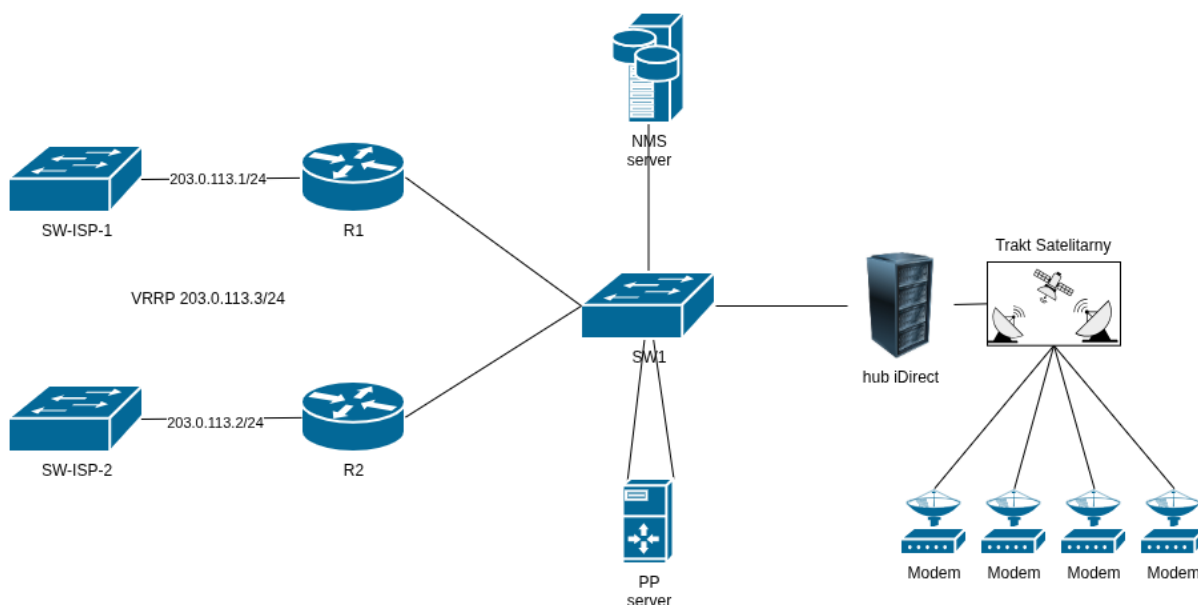 NMS
server
203.0.113.1/24
SW-ISP-1
R1
Trakt Satelitarny
VRRP 203.0.113.3/24
SW1
hub iDirect
203.0.113.2/24
SW-ISP-2
R2
PP
server
Modem
Modem
Modem
Modem